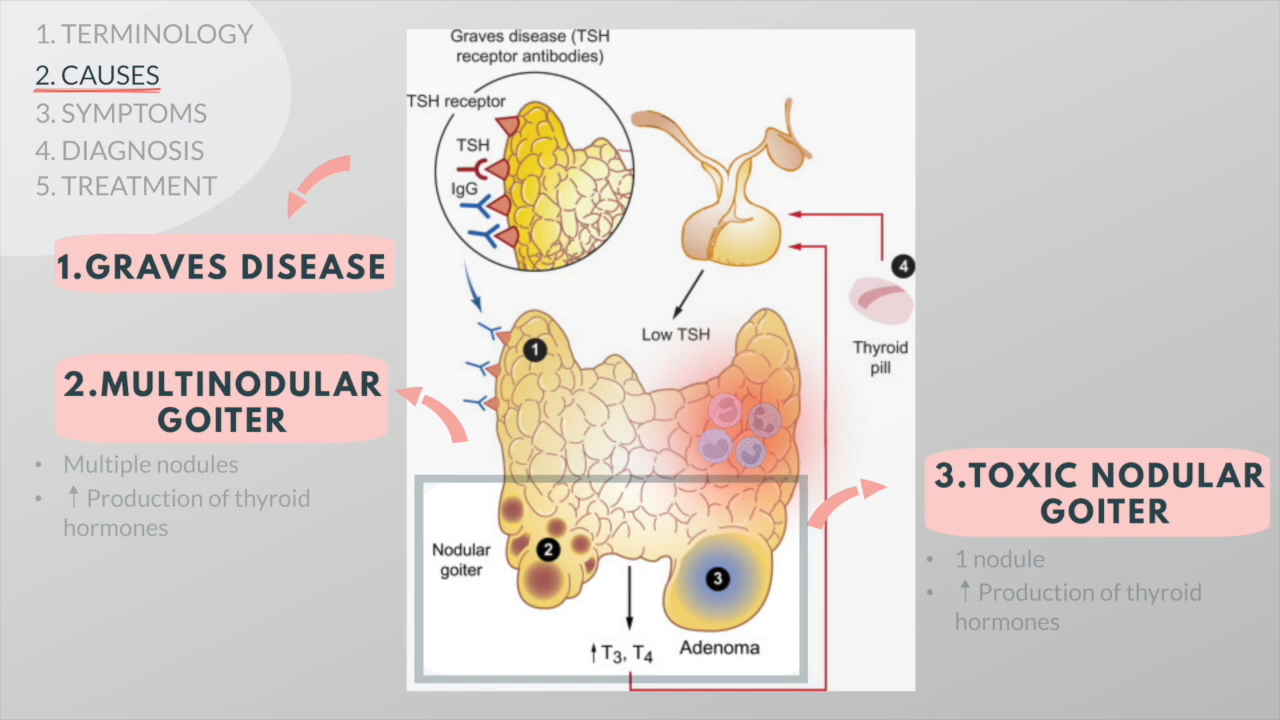 1. TERMINOLOGY
2. CAUSES
3. SYMPTOMS
4. DIAGNOSIS
5. TREATMENT
1.GRAVES DISEASE
2.MULTINODULAR
GOITER
• Multiple nodules
• ↑ Production of thyroid
hormones
Graves disease (TSH
receptor antibodies)
TSH receptor
TSH
IgG
Low TSH
4
Thyroid
pill
1
Nodular
goiter
2
3
↑T3, T4
Adenoma
3.TOXIC NODULAR
GOITER
• 1 nodule
• ↑ Production of thyroid
hormones